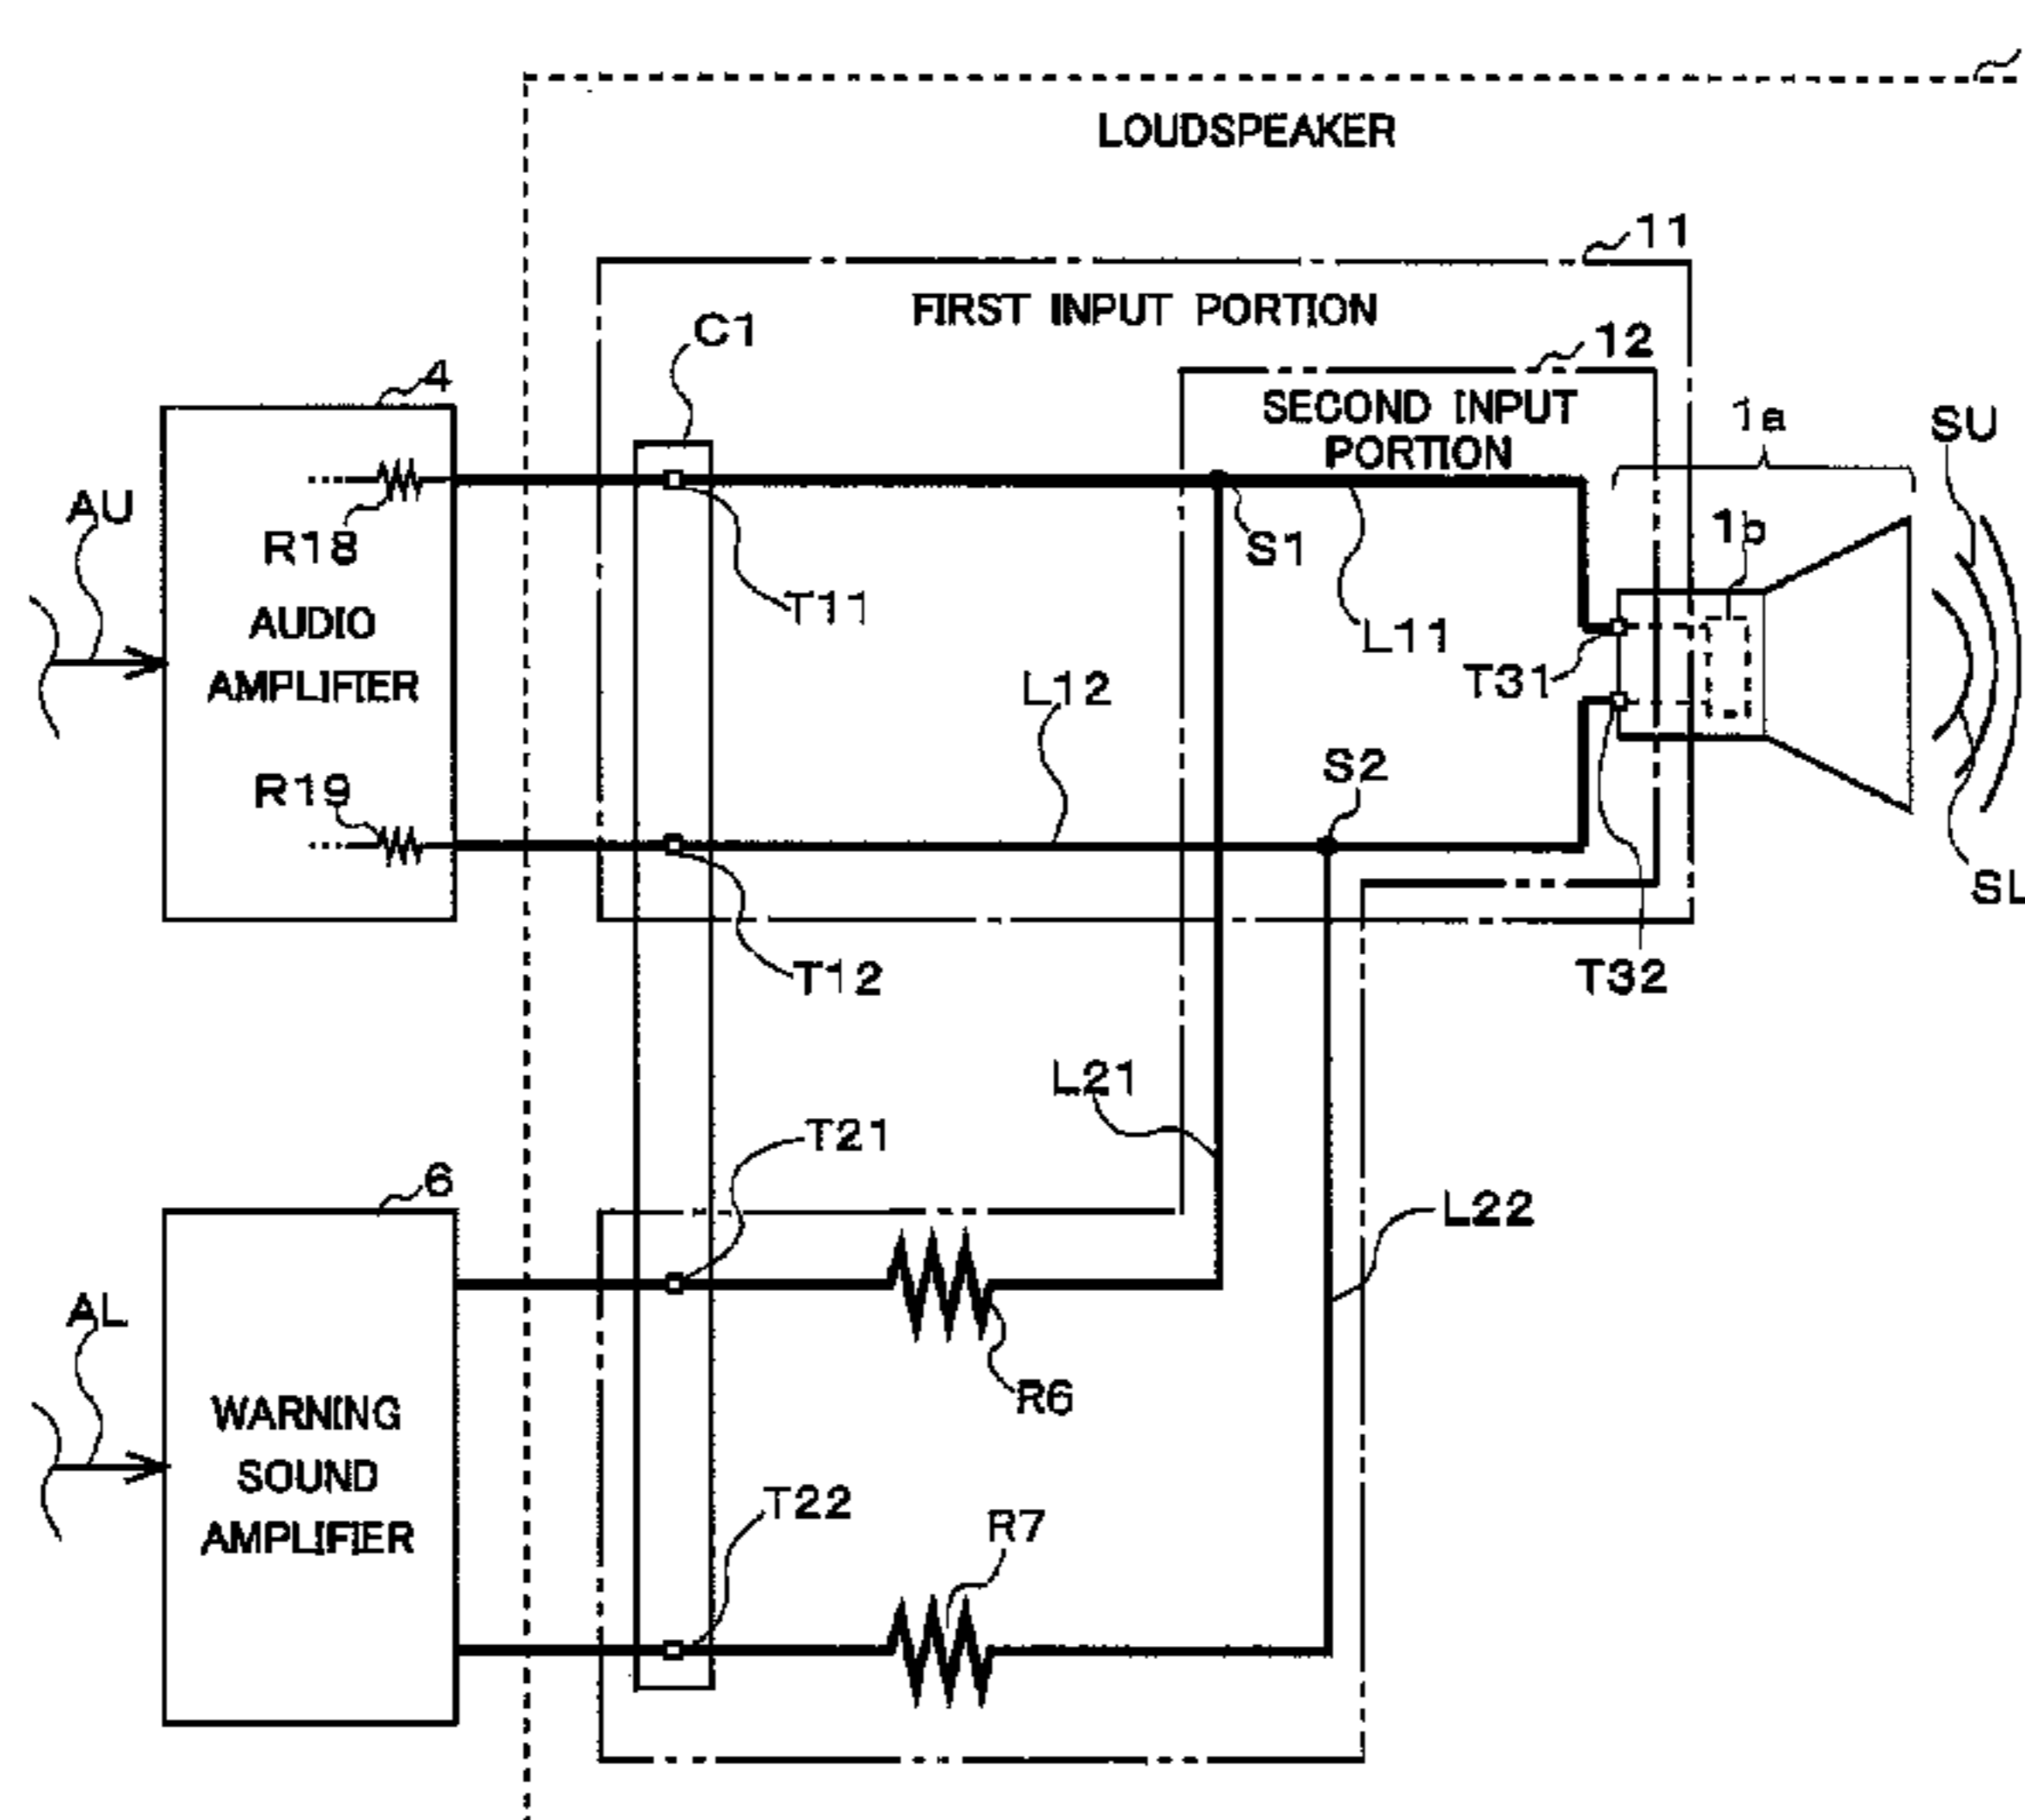 LOUDSPEAKER
11
FIRST INPUT PORTION
C1
12
4
SECOND INPUT
PORTION
1a
SU
AU
R18
S1
1b
T11
L11
AUDIO
AMPLIFIER
T31
L12
R19
S2
SL
T12
T32
L21
T21
6
L22
AL
R6
WARNING
SOUND
AMPLIFIER
T22
R7